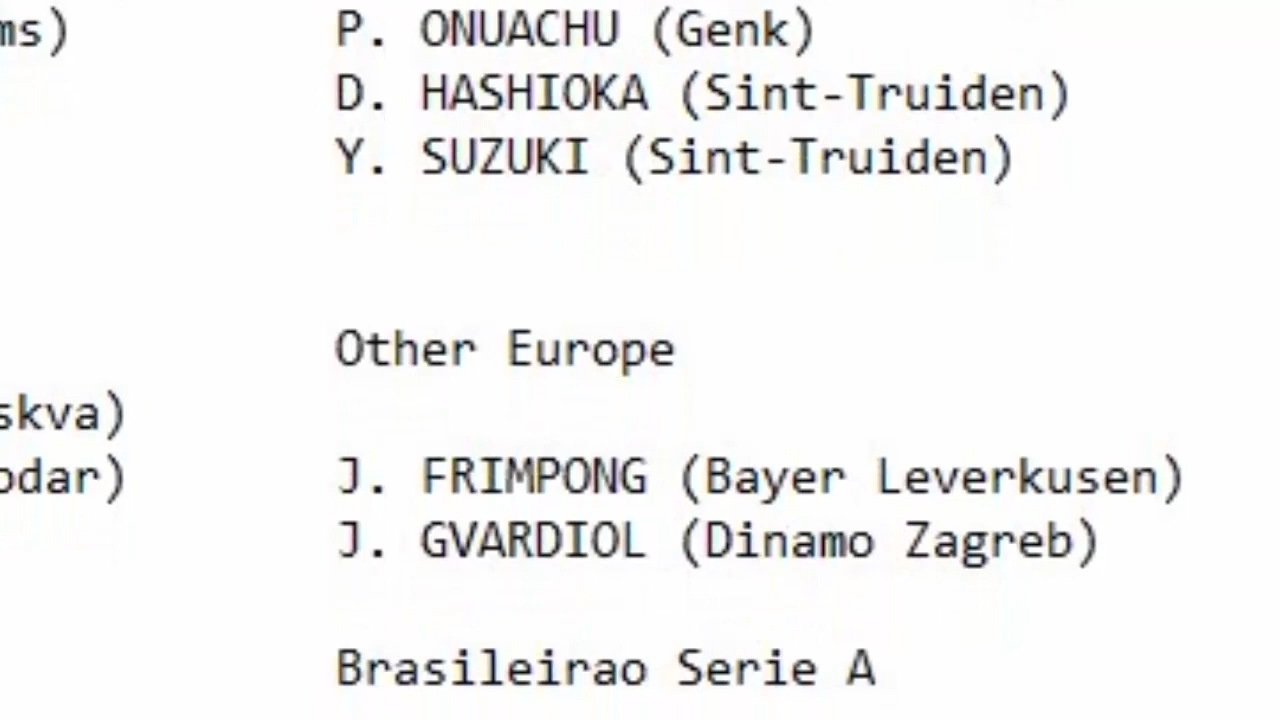 ms) P. ONUACHU (Genk)
D. HASHIOKA (Sint-Truiden)
Y. SUZUKI (Sint-Truiden)
Other Europe
skva)
odar) J. FRIMPONG (Bayer Leverkusen)
J. GVARDIOL (Dinamo Zagreb)
Brasileirao Serie A